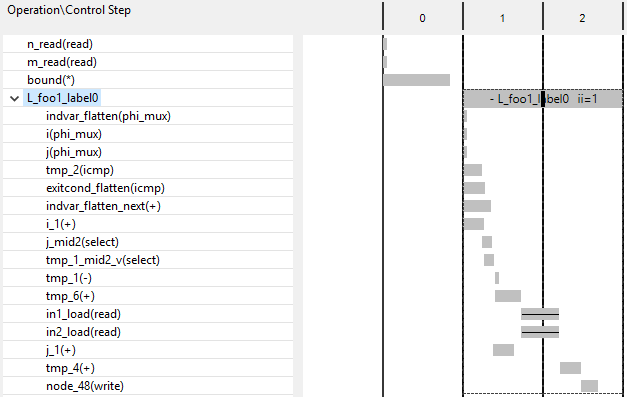 Operation\Control Step 0 1 2
n_read(read)
m_read(read)
bound(*)
L_foo1_label0 - L_foo1_label0 ii=1
indvar_flatten(phi_mux)
i(phi_mux)
j(phi_mux)
tmp_2(icmp)
exitcond_flatten(icmp)
indvar_flatten_next(+)
i_1(+)
j_mid2(select)
tmp_1_mid2_v(select)
tmp_1(-)
tmp_6(+)
in1_load(read)
in2_load(read)
j_1(+)
tmp_4(+)
node_48(write)